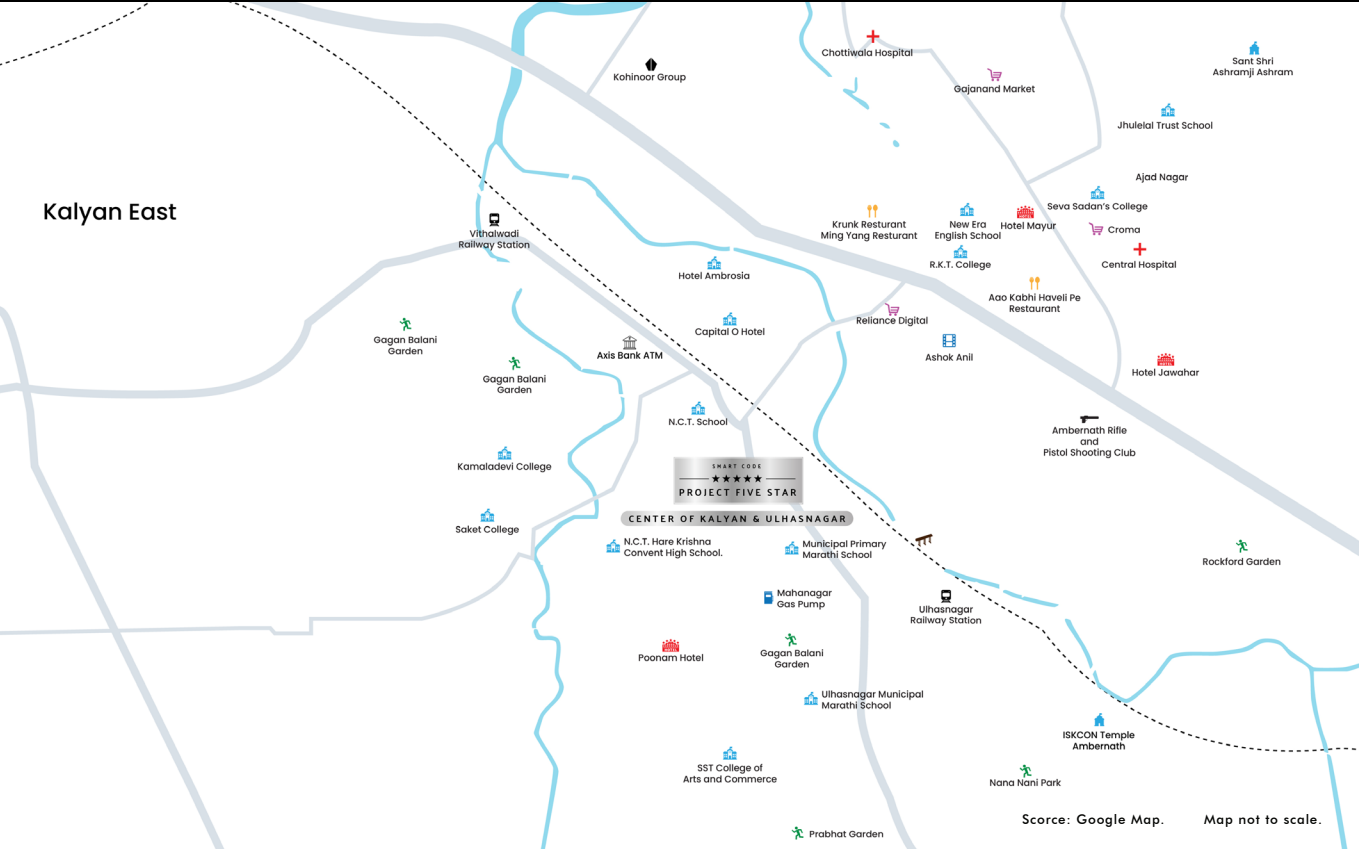 Chottiwala Hospital
Sant Shri
Ashramji Ashram
Kohinoor Group
Gajanand Market
Jhulelal Trust School
Ajad Nagar
Kalyan East
Seva Sadan's College
Krunk Resturant
Ming Yang Resturant
New Era
English School
Hotel Mayur
Croma
Vithalwadi
Railway Station
R.K.T. College
Central Hospital
Hotel Ambrosia
Aao Kabhi Haveli Pe
Restaurant
Reliance Digital
Capital O Hotel
Gagan Balani
Garden
Axis Bank ATM
Ashok Anil
Hotel Jawahar
Gagan Balani
Garden
N.C.T. School
Ambernath Rifle
and
Pistol Shooting Club
Kamaladevi College
SMART CODE
PROJECT FIVE STAR
CENTER OF KALYAN & ULHASNAGAR
Saket College
N.C.T. Hare Krishna
Convent High School.
Municipal Primary
Marathi School
Rockford Garden
Mahanagar
Gas Pump
Ulhasnagar
Railway Station
Poonam Hotel
Gagan Balani
Garden
Ulhasnagar Municipal
Marathi School
ISKCON Temple
Ambernath
SST College of
Arts and Commerce
Nana Nani Park
Scorce: Google Map.
Map not to scale.
Prabhat Garden